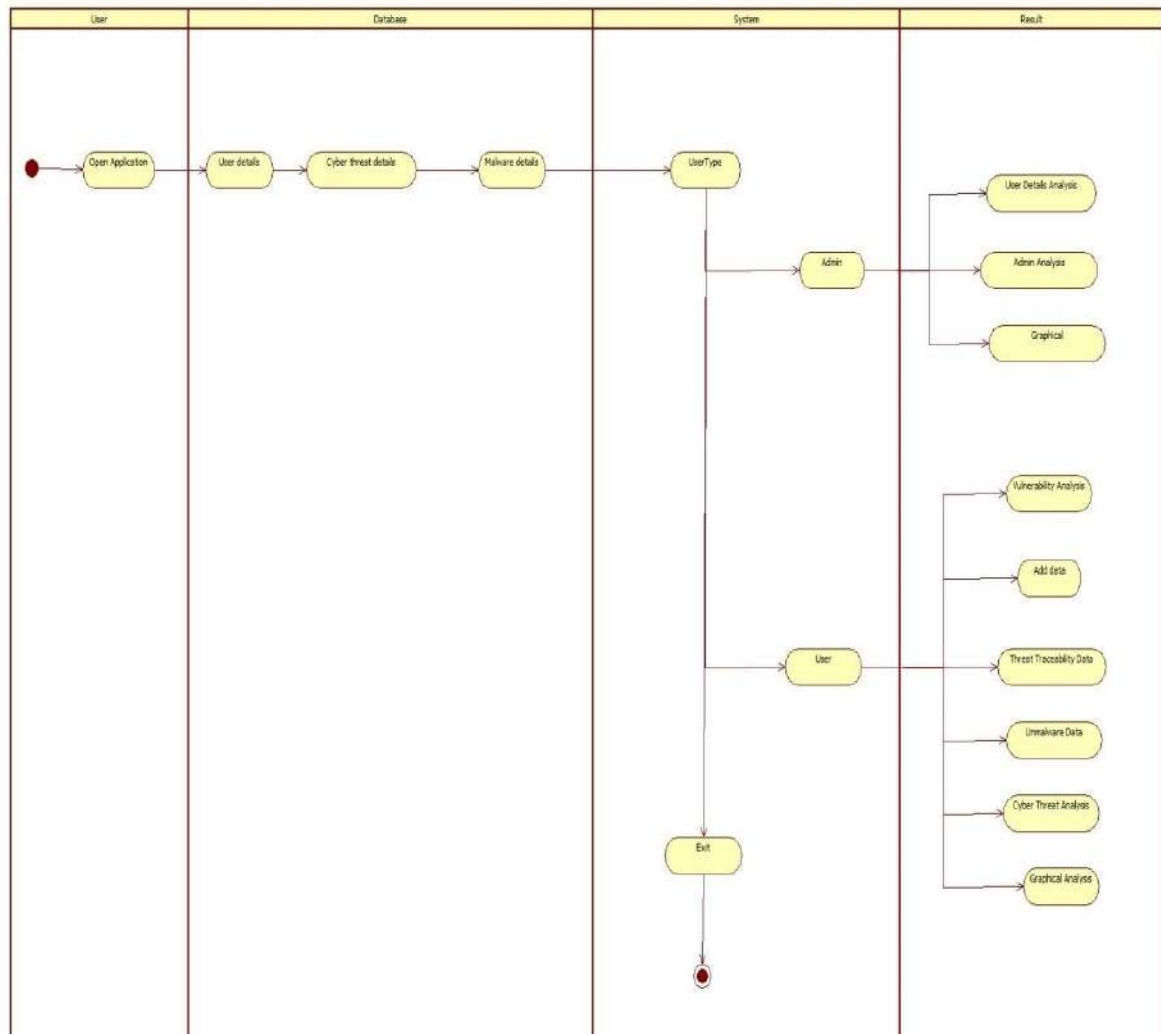 User
Database
System
Result
Open Application
User details
Cyber threat details
Malware details
UserType
User Details Analysis
Admin
Admin Analysis
Graphical
Vulnerability Analysis
Add data
User
Threat Traceability Data
Unmalware Data
Cyber Threat Analysis
Exit
Graphical Analysis